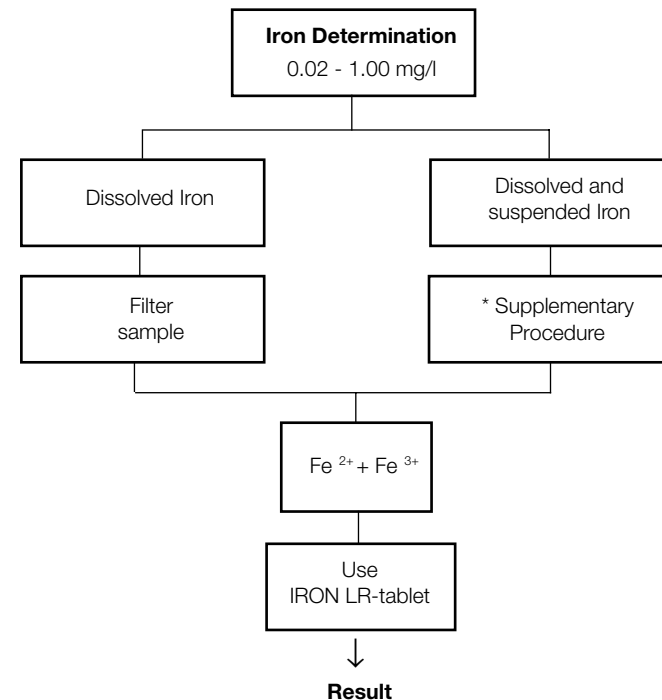 Iron Determination
0.02 - 1.00 mg/l
Dissolved Iron
Dissolved and
suspended Iron
Filter
sample
* Supplementary
Procedure
Fe ²⁺ + Fe ³⁺
Use
IRON LR-tablet
Result